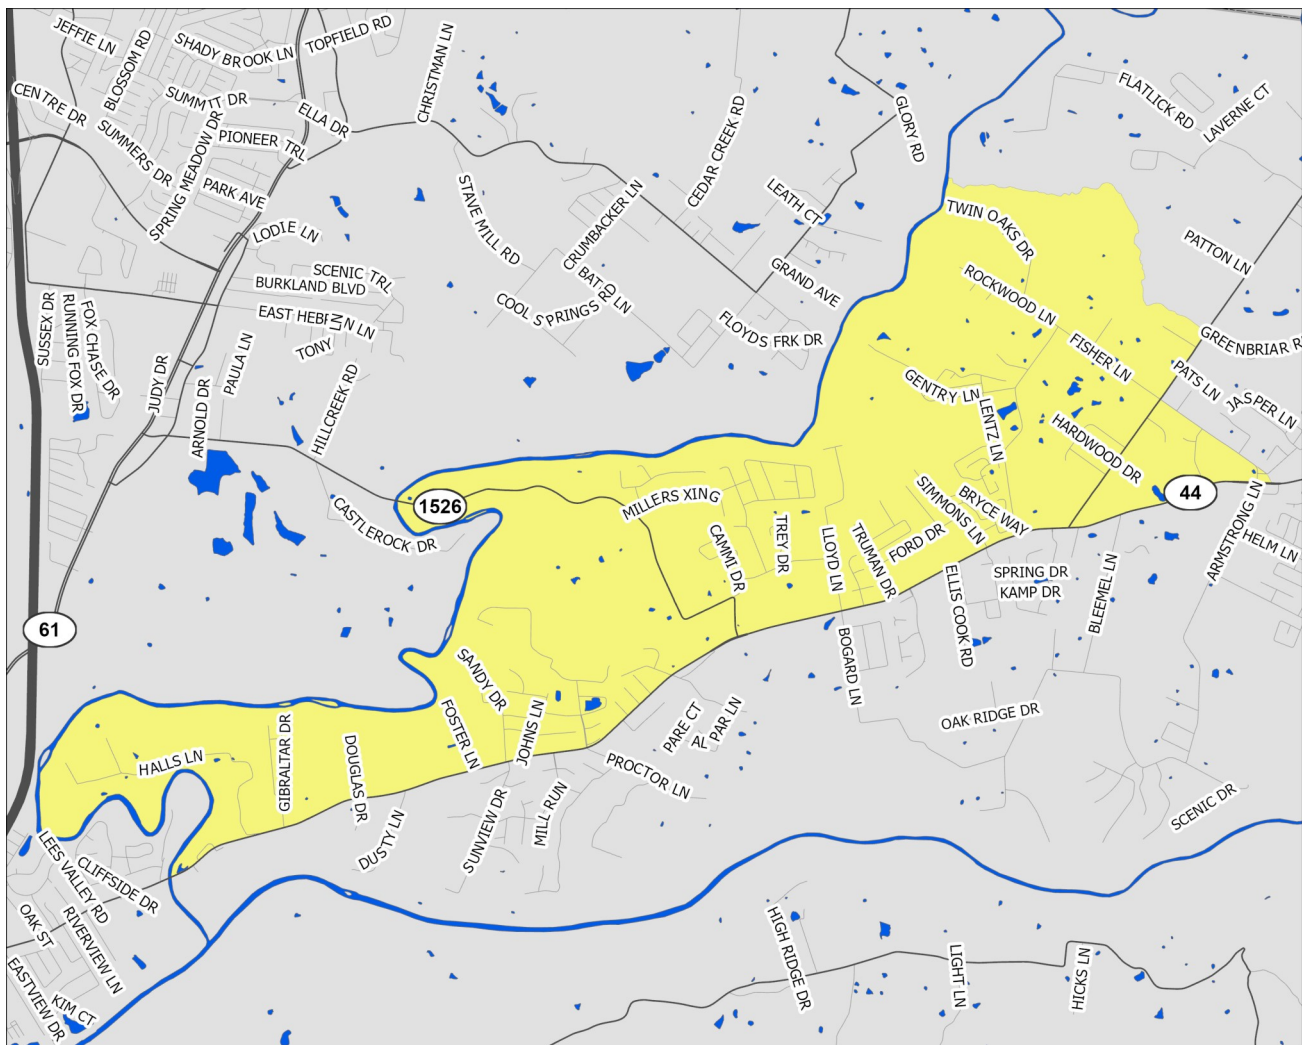 JEFFIE LN
BLOSSOM RD
SHADY BROOK LN
TOPFIELD RD
CHRISTMAN LN
CENTRE DR
SUMMIT DR
ELLA DR
SUMMERS DR
SPRING MEADOW DR
PIONEER TRL
PARK AVE
LODIE LN
STAVE MILL RD
CRUMBACKER LN
CEDAR CREEK RD
GLORY RD
FLATLICK RD
LAVERNE CT
LEATH CT
TWIN OAKS DR
PATTON LN
SCENIC TRL
BURKLAND BLVD
COOL SPRINGS RD
GRAND AVE
ROCKWOOD LN
SUSSEX DR
RUNNING FOX DR
FOX CHASE DR
TONY LN
FLOYDS FRK DR
FISHER LN
GREENBRIAR R
JUDY DR
ARNOLD DR
PAULA LN
HILLCREEK RD
GENTRY LN
LENTZ LN
PATS LN
JASPER LN
HARDWOOD DR
CASTLEROCK DR
1526
MILLERS XING
SIMMONS LN
BRYCE WAY
44
ARMSTRONG LN
CAMMI DR
TREY DR
LLOYD LN
TRUMAN DR
FORD DR
HELM LN
ELLIS COOK RD
SPRING DR
KAMP DR
BLEEMEL LN
61
SANDY DR
BOGARD LN
FOSTER LN
JOHNS LN
PARE CT
AL PAR LN
OAK RIDGE DR
HALLS LN
GIBRALTAR DR
DOUGLAS DR
PROCTOR LN
DUSTY LN
SUNVIEW DR
MILL RUN
SCENIC DR
LEES VALLEY RD
CLIFFSIDE DR
OAK ST
RIVERVIEW LN
EASTVIEW DR
KIM CT
HIGH RIDGE DR
LIGHT LN
HICKS LN